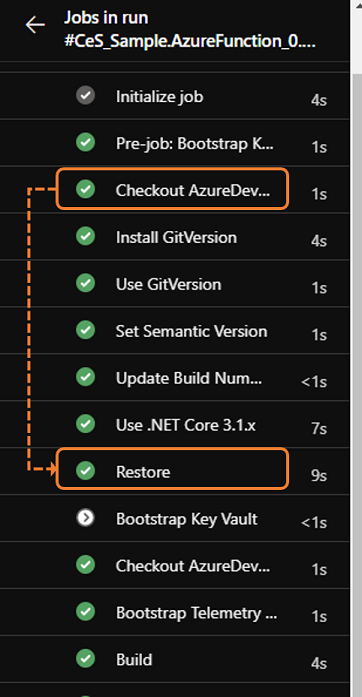 Jobs in run
#CeS_Sample.AzureFunction_0....
Initialize job 4s
Pre-job: Bootstrap K... 1s
Checkout AzureDev... 1s
Install GitVersion 4s
Use GitVersion 1s
Set Semantic Version 1s
Update Build Num... <1s
Use .NET Core 3.1.x 7s
Restore 9s
Bootstrap Key Vault <1s
Checkout AzureDev... 1s
Bootstrap Telemetry ... 1s
Build 4s